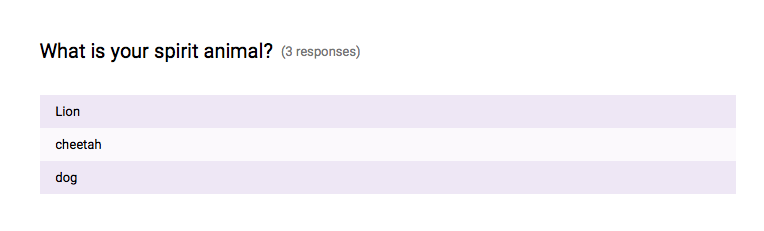 What is your spirit animal? (3 responses)
Lion
cheetah
dog